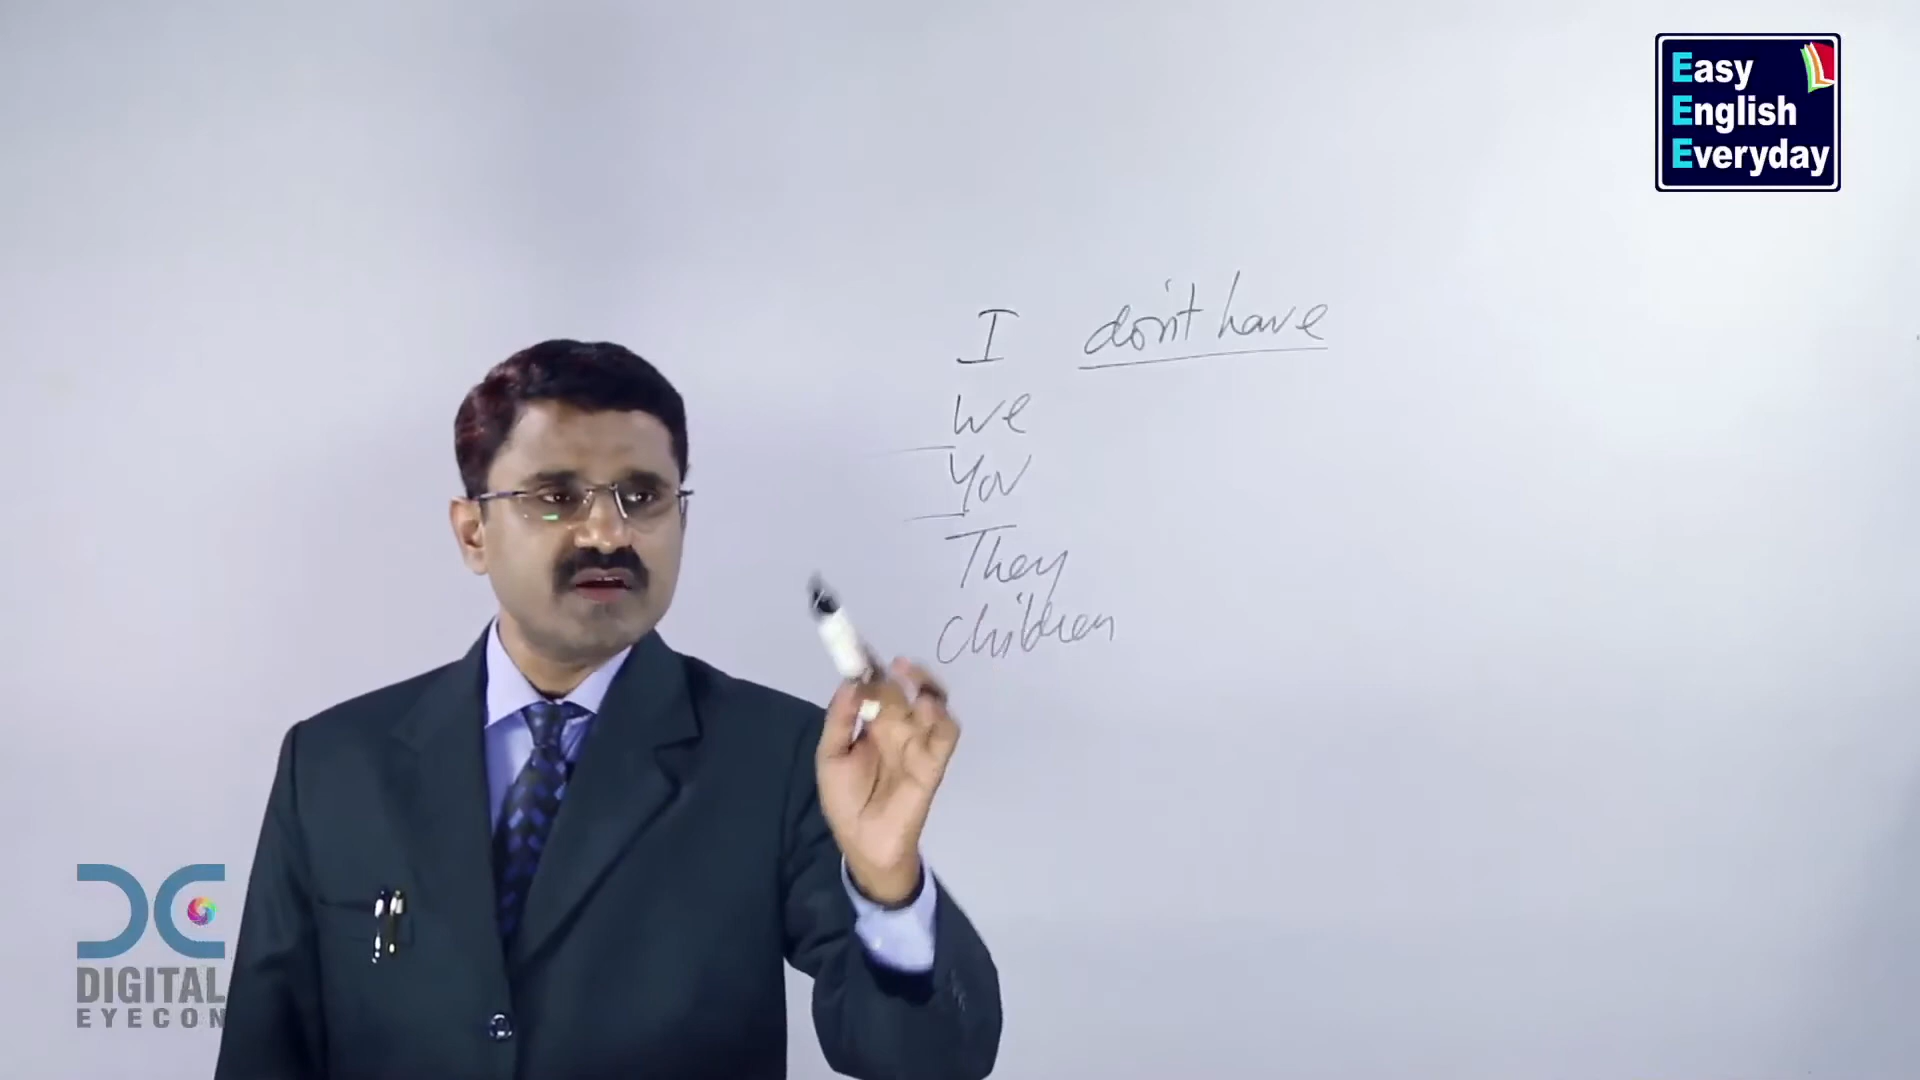 Easy
English
Everyday
I don't have
We
You
They
Children
DIGITAL
EYECON